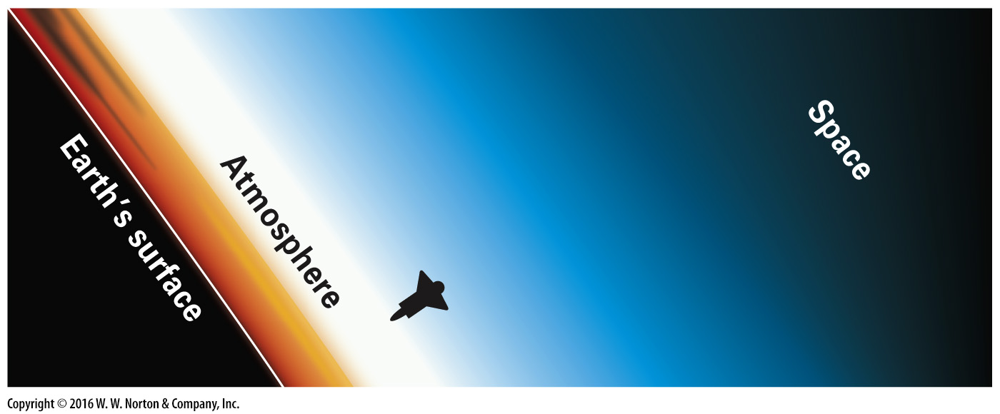 Earth’s surface
Atmosphere
Space
Copyright © 2016 W. W. Norton & Company, Inc.